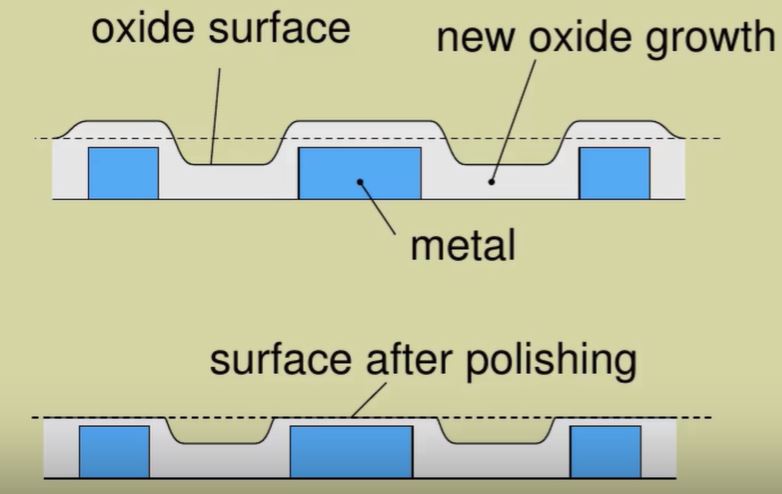 oxide surface
new oxide growth
metal
surface after polishing